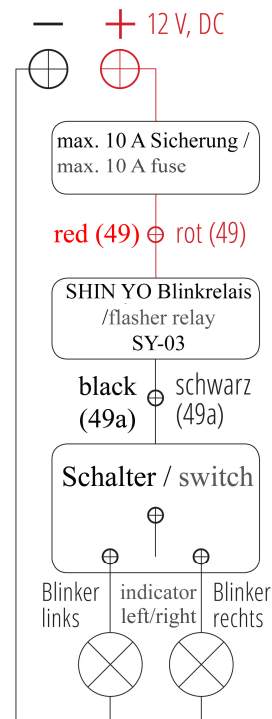 − + 12 V, DC
max. 10 A Sicherung /
max. 10 A fuse
red (49) rot (49)
SHIN YO Blinkrelais
/flasher relay
SY-03
black schwarz
(49a) (49a)
Schalter / switch
Blinker indicator Blinker
links left/right rechts